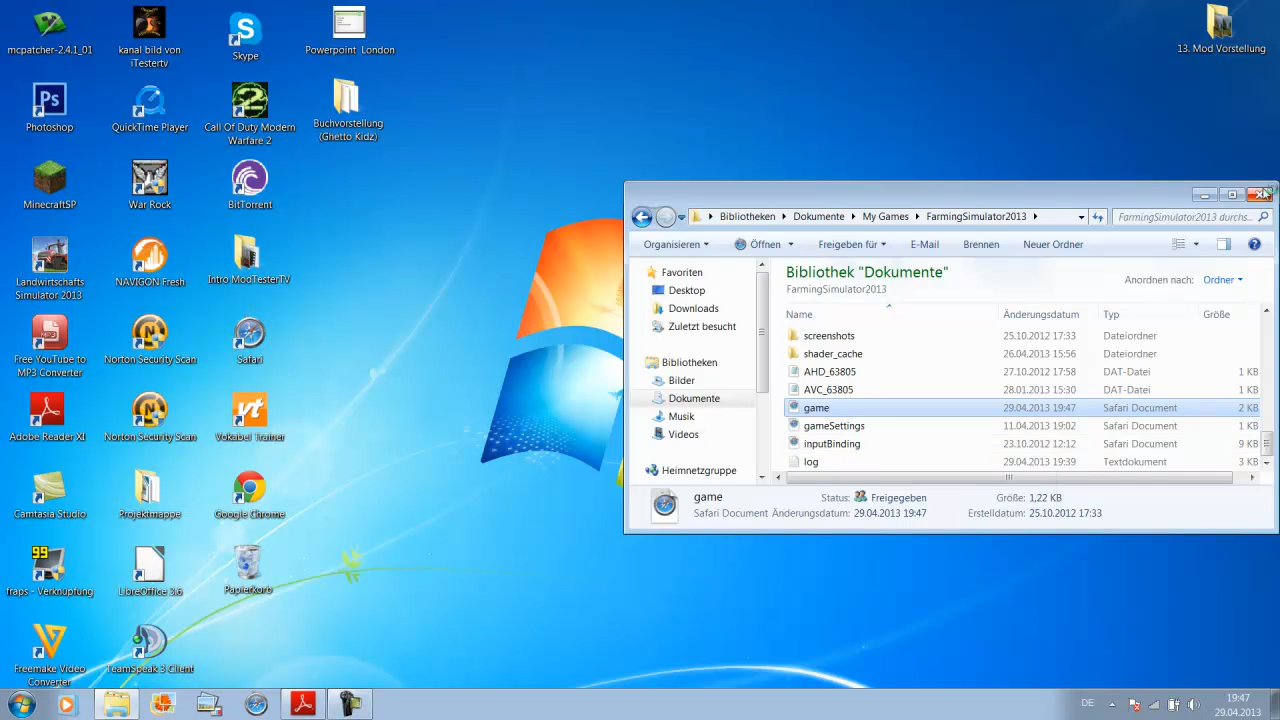 mcpatcher-2.4.1_01
kanal bild von
iTestertv
Skype
Powerpoint London
13. Mod Vorstellung
Ps
Photoshop
QuickTime Player
Call Of Duty Modern
Warfare 2
Buchvorstellung
(Ghetto Kidz)
MinecraftSP
War Rock
BitTorrent
Landwirtschafts
Simulator 2013
NAVIGON Fresh
Intro ModTesterTV
Free YouTube to
MP3 Converter
Norton Security Scan
Safari
Adobe Reader XI
Norton Security Scan
vt
Vokabel Trainer
Camtasia Studio
Projektmappe
Google Chrome
99
fraps - Verknüpfung
LibreOffice 3.6
Papierkorb
Freemake Video
Converter
TeamSpeak 3 Client
Bibliotheken
Dokumente
My Games
FarmingSimulator2013
FarmingSimulator2013 durchs...
Organisieren
Öffnen
Freigeben für
E-Mail
Brennen
Neuer Ordner
Favoriten
Desktop
Downloads
Zuletzt besucht
Bibliotheken
Bilder
Dokumente
Musik
Videos
Heimnetzgruppe
Bibliothek "Dokumente"
FarmingSimulator2013
Anordnen nach: Ordner
Name Änderungsdatum Typ Größe
screenshots 25.10.2012 17:33 Dateiordner
shader_cache 26.04.2013 15:56 Dateiordner
AHD_63805 27.10.2012 17:58 DAT-Datei 1 KB
AVC_63805 28.01.2013 15:30 DAT-Datei 1 KB
game 29.04.2013 19:47 Safari Document 2 KB
gameSettings 11.04.2013 19:02 Safari Document 1 KB
inputBinding 23.10.2012 12:12 Safari Document 9 KB
log 29.04.2013 19:39 Textdokument 3 KB
game Status: Freigegeben Größe: 1,22 KB
Safari Document Änderungsdatum: 29.04.2013 19:47 Erstelldatum: 25.10.2012 17:33
DE
19:47
29.04.2013